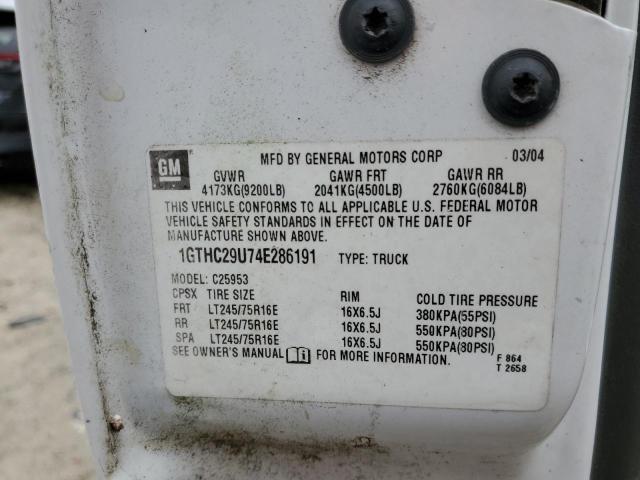 GM
MFD BY GENERAL MOTORS CORP 03/04
GVWR GAWR FRT GAWR RR
4173KG(9200LB) 2041KG(4500LB) 2760KG(6084LB)
THIS VEHICLE CONFORMS TO ALL APPLICABLE U.S. FEDERAL MOTOR
VEHICLE SAFETY STANDARDS IN EFFECT ON THE DATE OF
MANUFACTURE SHOWN ABOVE.
1GTHC29U74E286191 TYPE: TRUCK
MODEL: C25953
CPSX TIRE SIZE RIM COLD TIRE PRESSURE
FRT LT245/75R16E 16X6.5J 380KPA(55PSI)
RR LT245/75R16E 16X6.5J 550KPA(80PSI)
SPA LT245/75R16E 16X6.5J 550KPA(80PSI)
SEE OWNER'S MANUAL FOR MORE INFORMATION.
F 864
T 2658